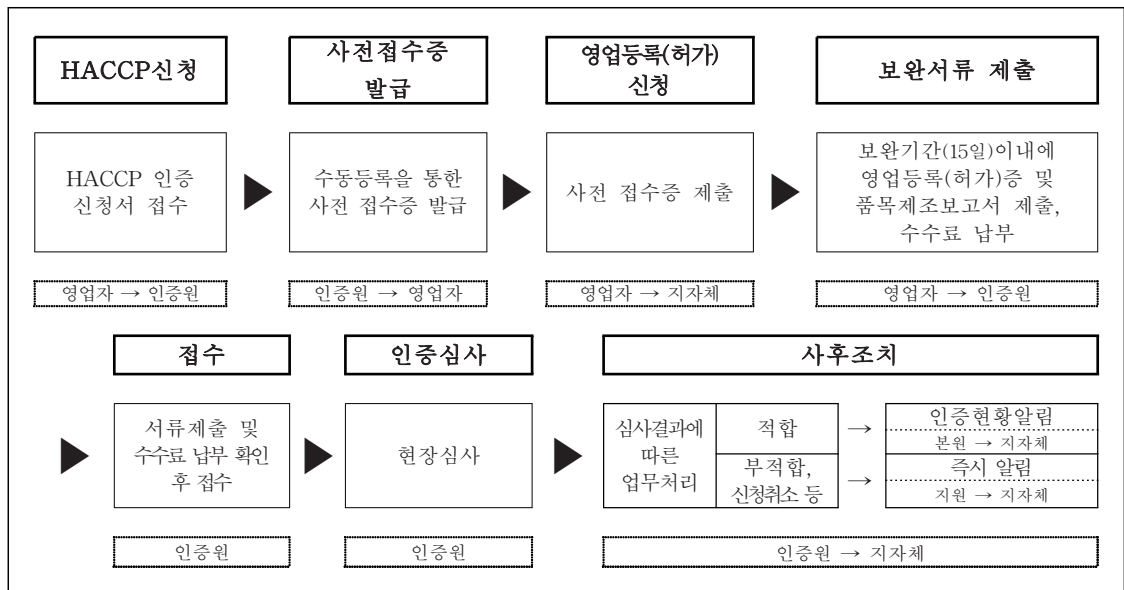 HACCP신청
사전접수증
발급
영업등록(허가)
신청
보완서류 제출
HACCP 인증
신청서 접수
수동등록을 통한
사전 접수증 발급
사전 접수증 제출
보완기간(15일)이내에
영업등록(허가)증 및
품목제조보고서 제출,
수수료 납부
영업자 → 인증원
인증원 → 영업자
영업자 → 지자체
영업자 → 인증원
접수
인증심사
사후조치
서류제출 및
수수료 납부 확인
후 접수
현장심사
심사결과에
따른
업무처리
적합
→
인증현황알림
본원 → 지자체
부적합,
신청취소 등
→
즉시 알림
지원 → 지자체
인증원
인증원
인증원 → 지자체